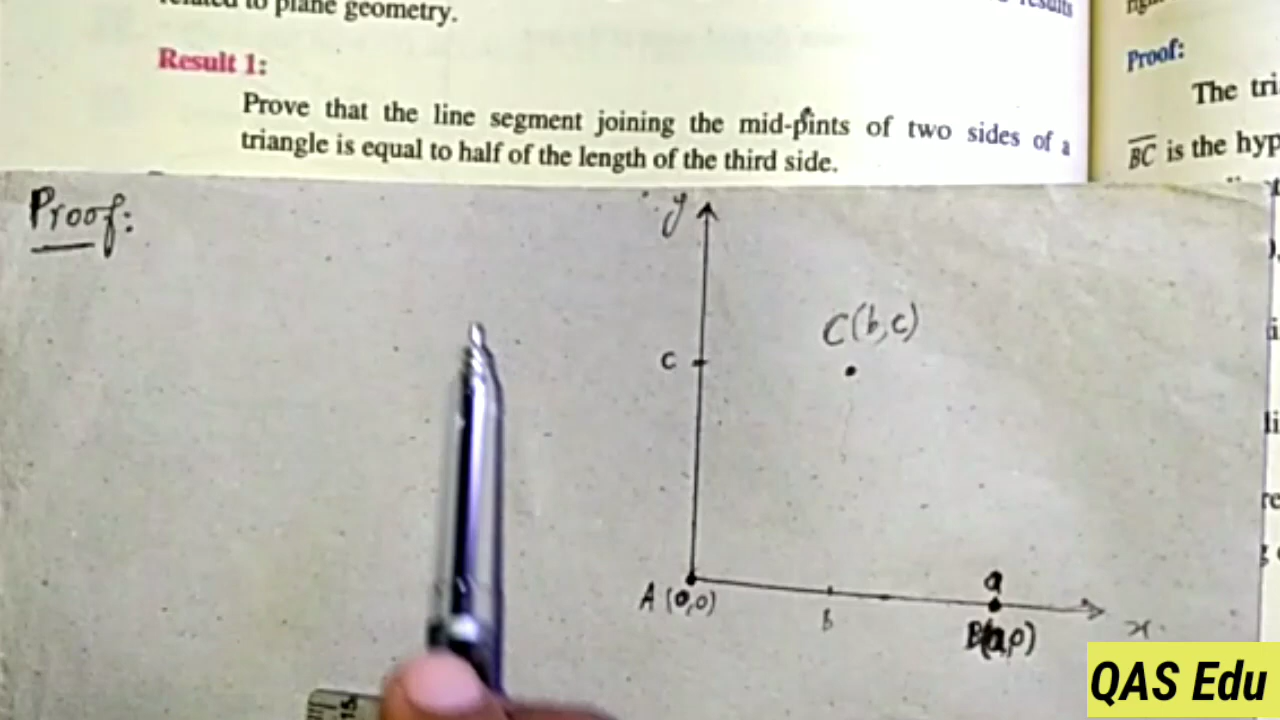 to plane geometry.
Result 1:
Prove that the line segment joining the mid-pints of two sides of a
triangle is equal to half of the length of the third side.
results
Proof:
The tri
BC is the hyp
Proof:
y
C(b,c)
c
A (0,0)
b
a
x
QAS Edu
15